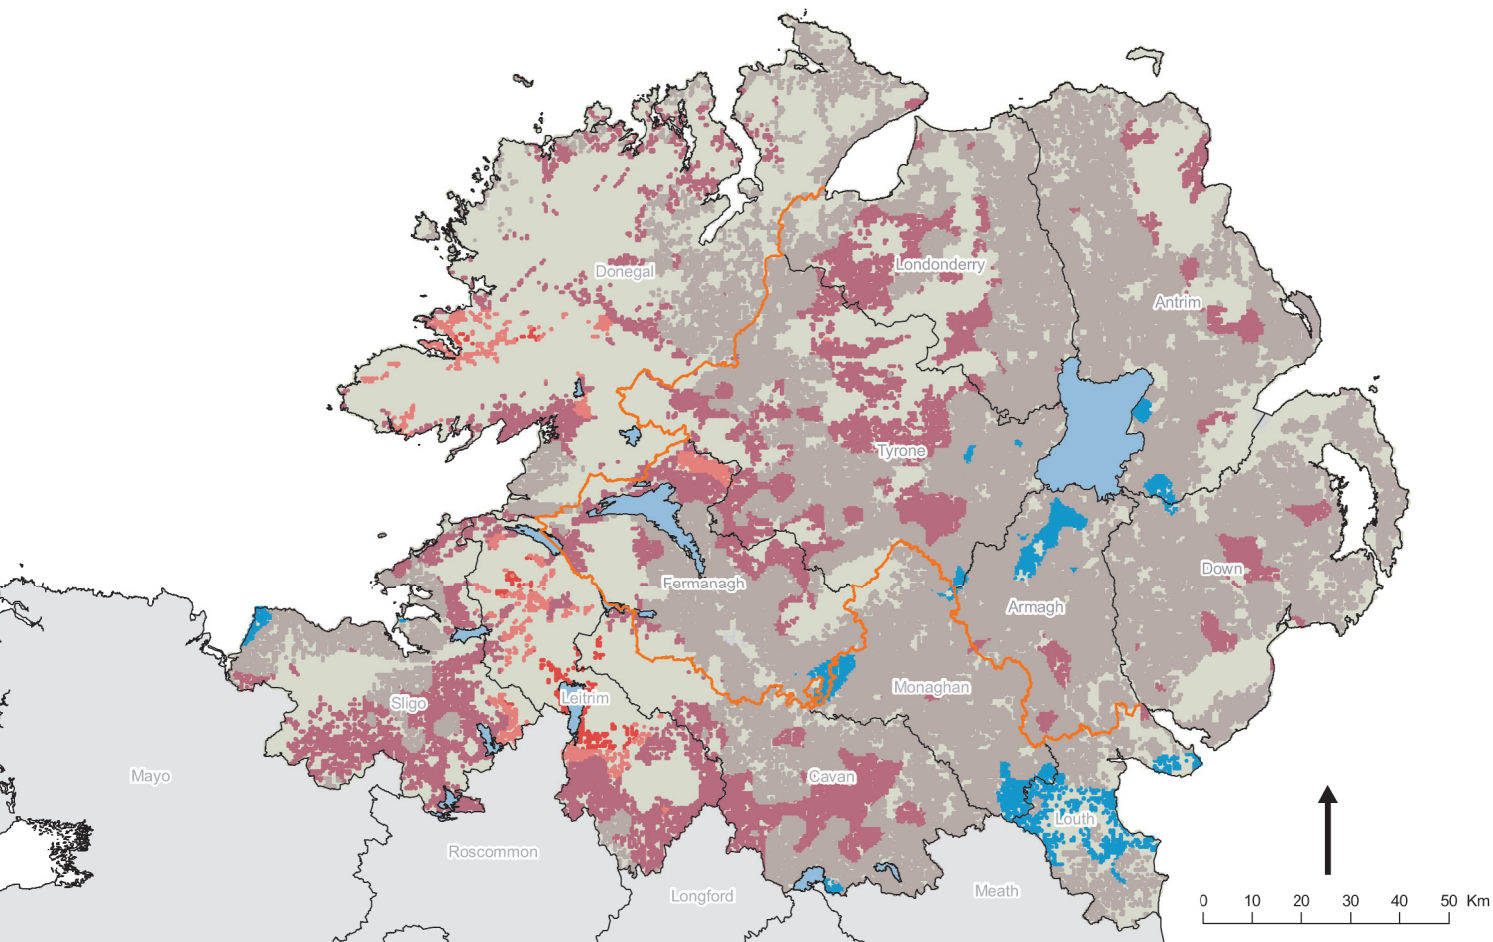 Donegal
Londonderry
Antrim
Tyrone
Fermanagh
Down
Armagh
Monaghan
Leitrim
Sligo
Mayo
Cavan
Louth
Roscommon
Longford
Meath
0 10 20 30 40 50 Km